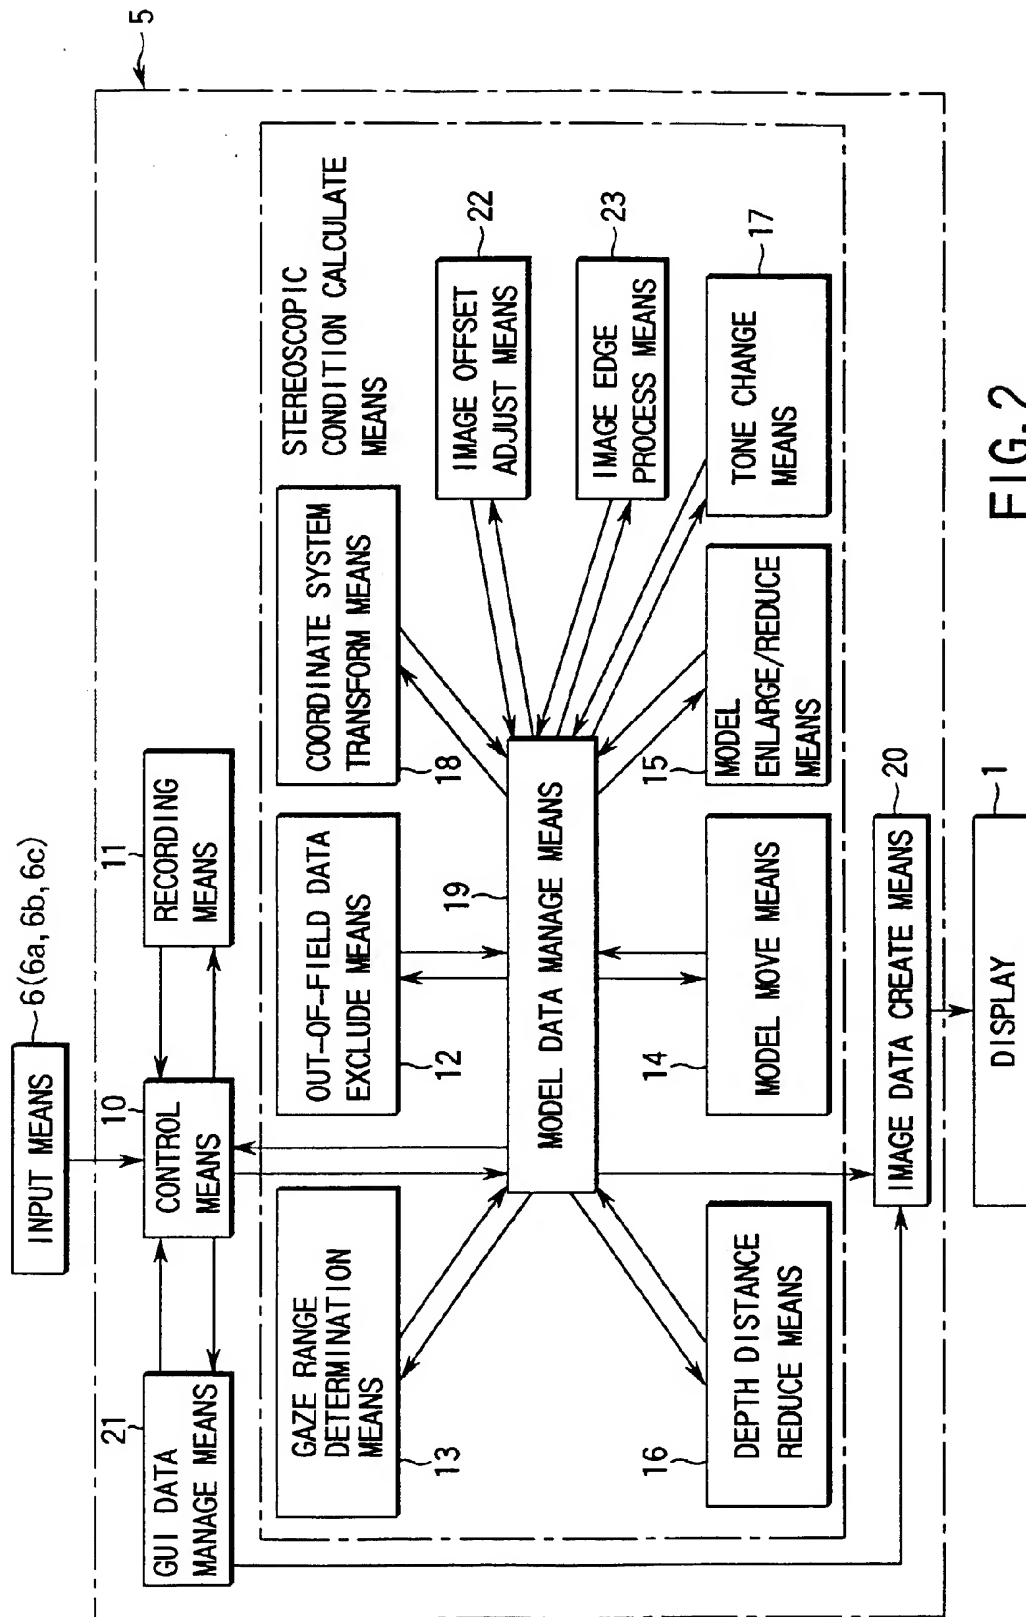 5
6(6a, 6b, 6c)
INPUT MEANS
21
GUI DATA
MANAGE MEANS
10
CONTROL
MEANS
11
RECORDING
MEANS
STEREOSCOPIC
CONDITION CALCULATE
MEANS
GAZE RANGE
DETERMINATION
MEANS
13
OUT-OF-FIELD DATA
EXCLUDE MEANS
12
COORDINATE SYSTEM
TRANSFORM MEANS
18
IMAGE OFFSET
ADJUST MEANS
22
19
MODEL DATA MANAGE MEANS
IMAGE EDGE
PROCESS MEANS
23
16
DEPTH DISTANCE
REDUCE MEANS
14
MODEL MOVE MEANS
15
MODEL
ENLARGE/REDUCE
MEANS
TONE CHANGE
MEANS
17
IMAGE DATA CREATE MEANS
20
DISPLAY
1
FIG. 2